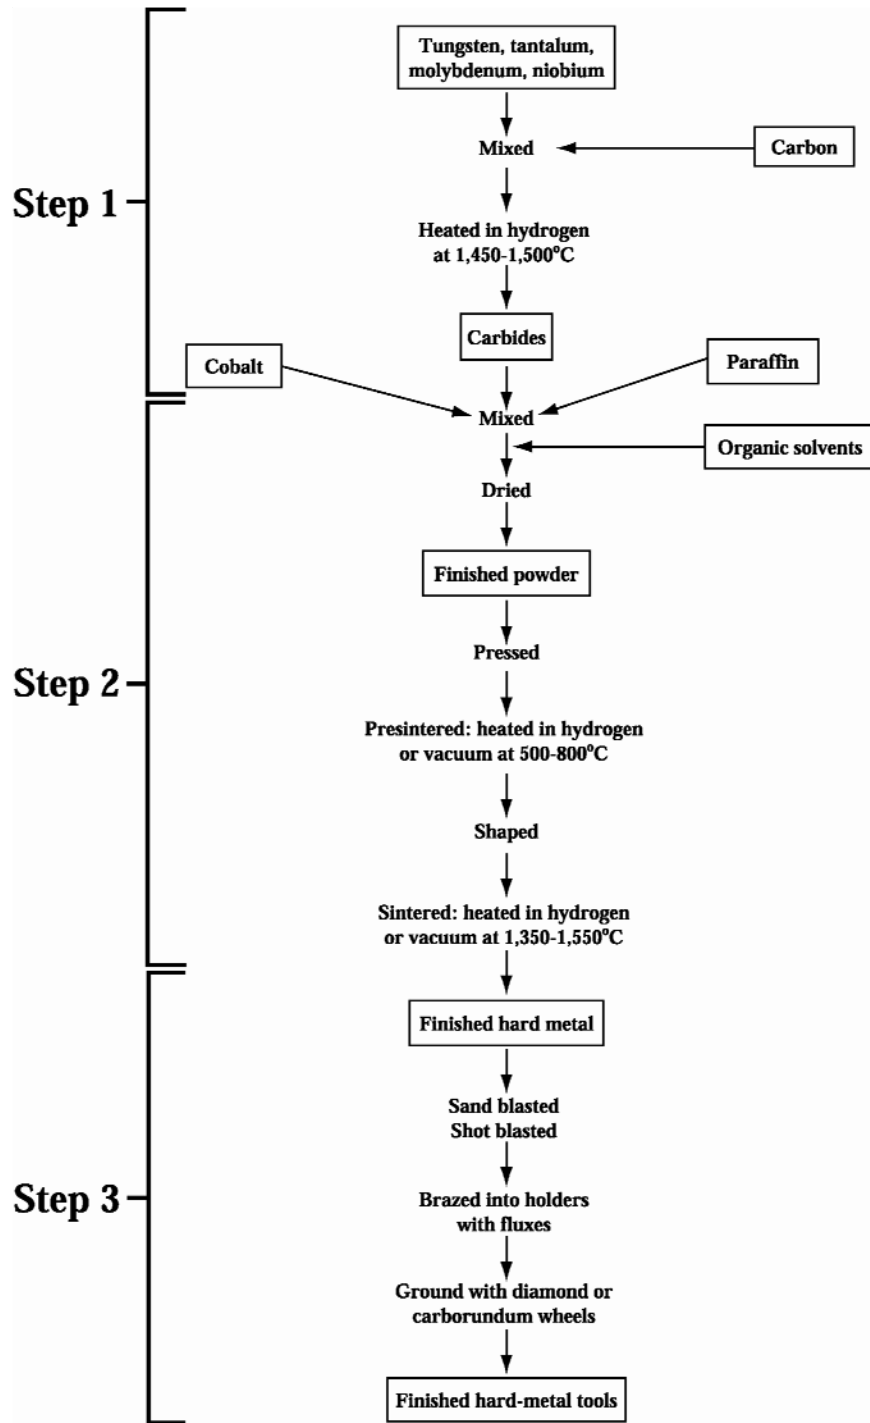 Tungsten, tantalum,
molybdenum, niobium
Mixed
Carbon
Step 1
Heated in hydrogen
at 1,450-1,500°C
Carbides
Cobalt
Paraffin
Mixed
Organic solvents
Dried
Finished powder
Pressed
Step 2
Presintered: heated in hydrogen
or vacuum at 500-800°C
Shaped
Sintered: heated in hydrogen
or vacuum at 1,350-1,550°C
Finished hard metal
Sand blasted
Shot blasted
Step 3
Brazed into holders
with fluxes
Ground with diamond or
carborundum wheels
Finished hard-metal tools